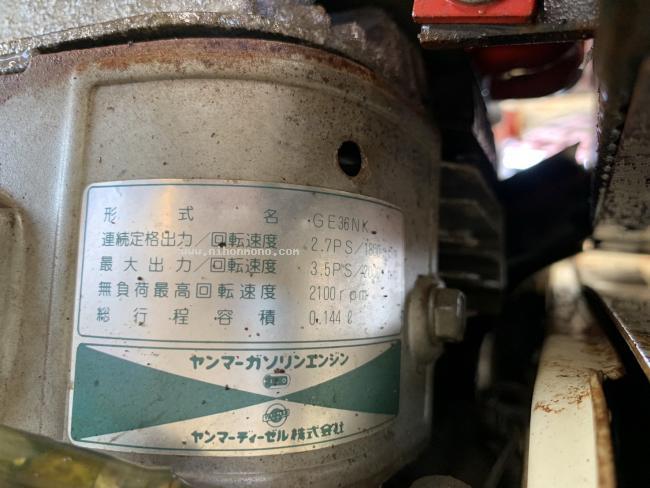 形式名 GE36NK
連続定格出力/回転速度 2.7PS/
www.nihonmono.com
最大出力/回転速度 3.5PS/
無負荷最高回転速度 2100rpm
総行程容積 0.144ℓ
ヤンマーガソリンエンジン
ヤンマーディーゼル株式会社